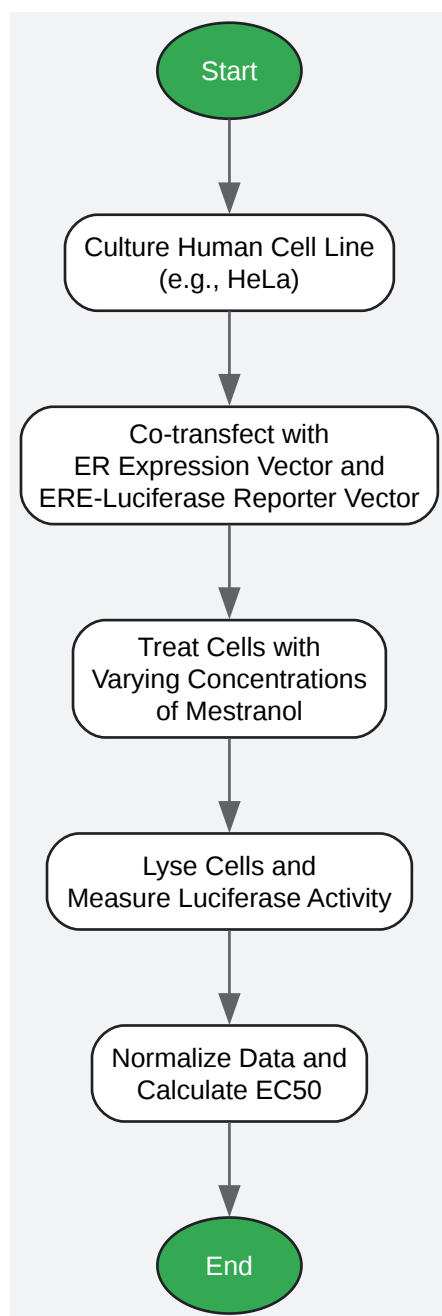 Start
Culture Human Cell Line
(e.g., HeLa)
Co-transfect with
ER Expression Vector and
ERE-Luciferase Reporter Vector
Treat Cells with
Varying Concentrations
of Mestranol
Lyse Cells and
Measure Luciferase Activity
Normalize Data and
Calculate EC50
End